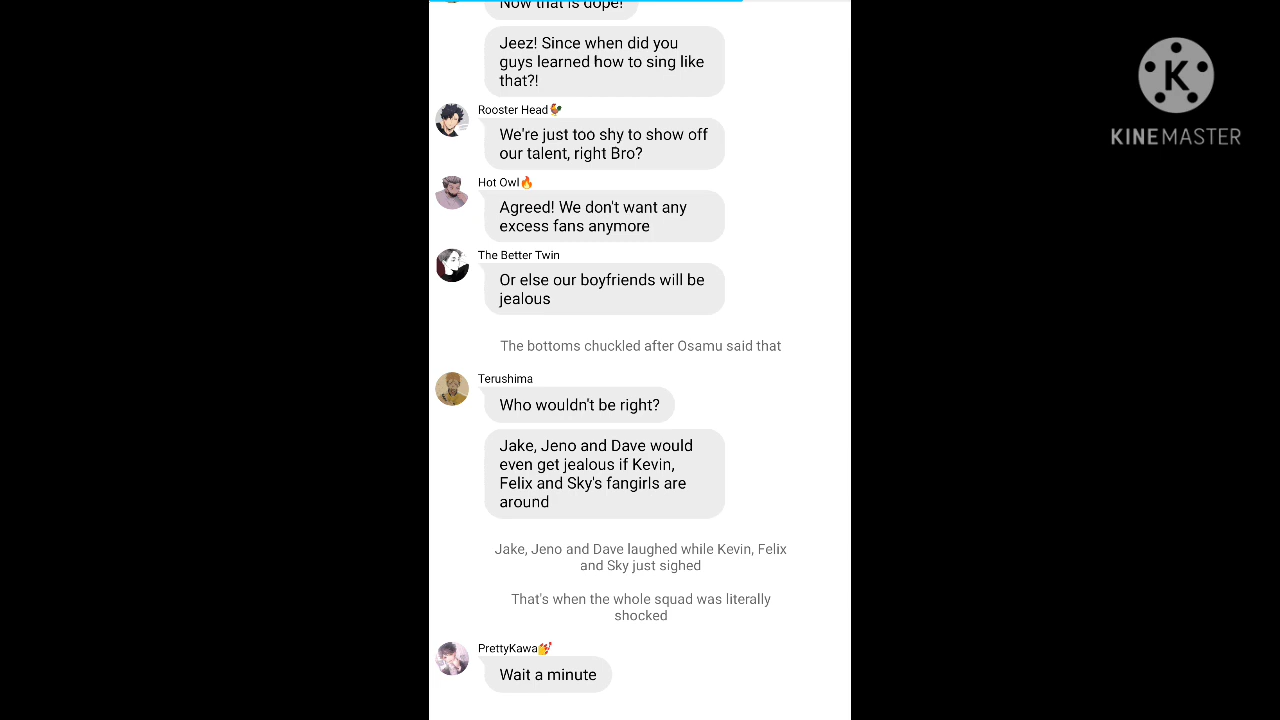 Now that is dope!
Jeez! Since when did you
guys learned how to sing like
that?!
Rooster Head🐓
We're just too shy to show off
our talent, right Bro?
Hot Owl🔥
Agreed! We don't want any
excess fans anymore
The Better Twin
Or else our boyfriends will be
jealous
The bottoms chuckled after Osamu said that
Terushima
Who wouldn't be right?
Jake, Jeno and Dave would
even get jealous if Kevin,
Felix and Sky's fangirls are
around
Jake, Jeno and Dave laughed while Kevin, Felix
and Sky just sighed
That's when the whole squad was literally
shocked
PrettyKawa💅
Wait a minute
K
KINEMASTER